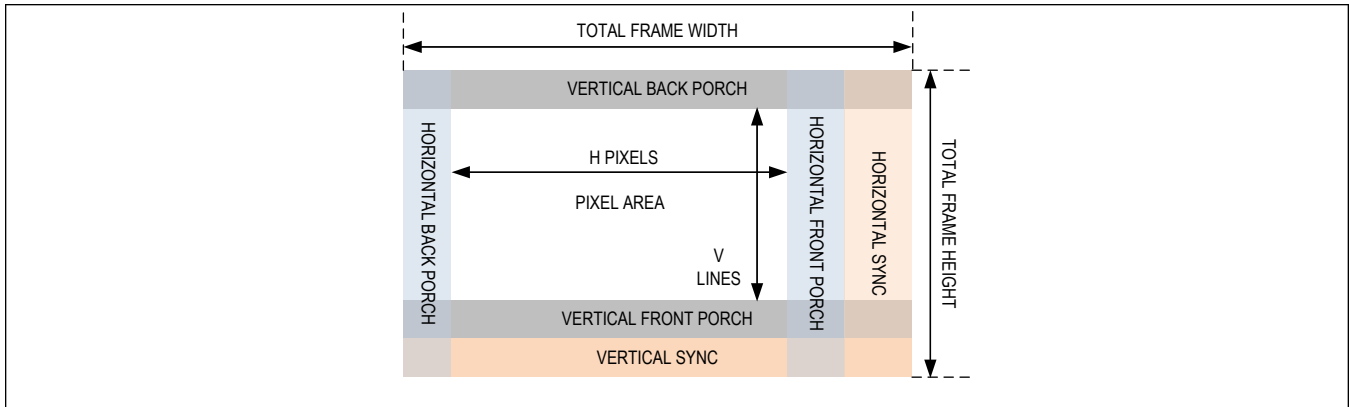 TOTAL FRAME WIDTH
VERTICAL BACK PORCH
HORIZONTAL BACK PORCH
H PIXELS
PIXEL AREA
V
LINES
HORIZONTAL FRONT PORCH
HORIZONTAL SYNC
TOTAL FRAME HEIGHT
VERTICAL FRONT PORCH
VERTICAL SYNC